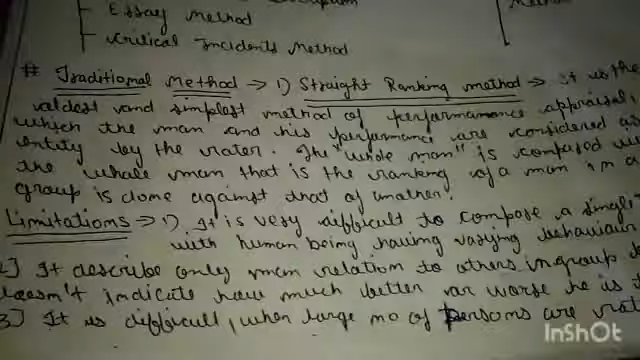 Essay Method
Critical Incidents Method
# Traditional Method → 1) Straight Ranking method → It is the
oldest and simplest method of performance appraisal,
which the man and his performance are considered as
entity by the rater. The "whole man" is compared
the whole man that is the ranking of a man in a
group is done against that of another.
Limitations → 1) It is very difficult to compose a single
with human being having varying behaviour
2] It describe only man relation to others in group
doesn't indicate how much better or worse he is
3] It is difficult, when large no of persons are
InShOt